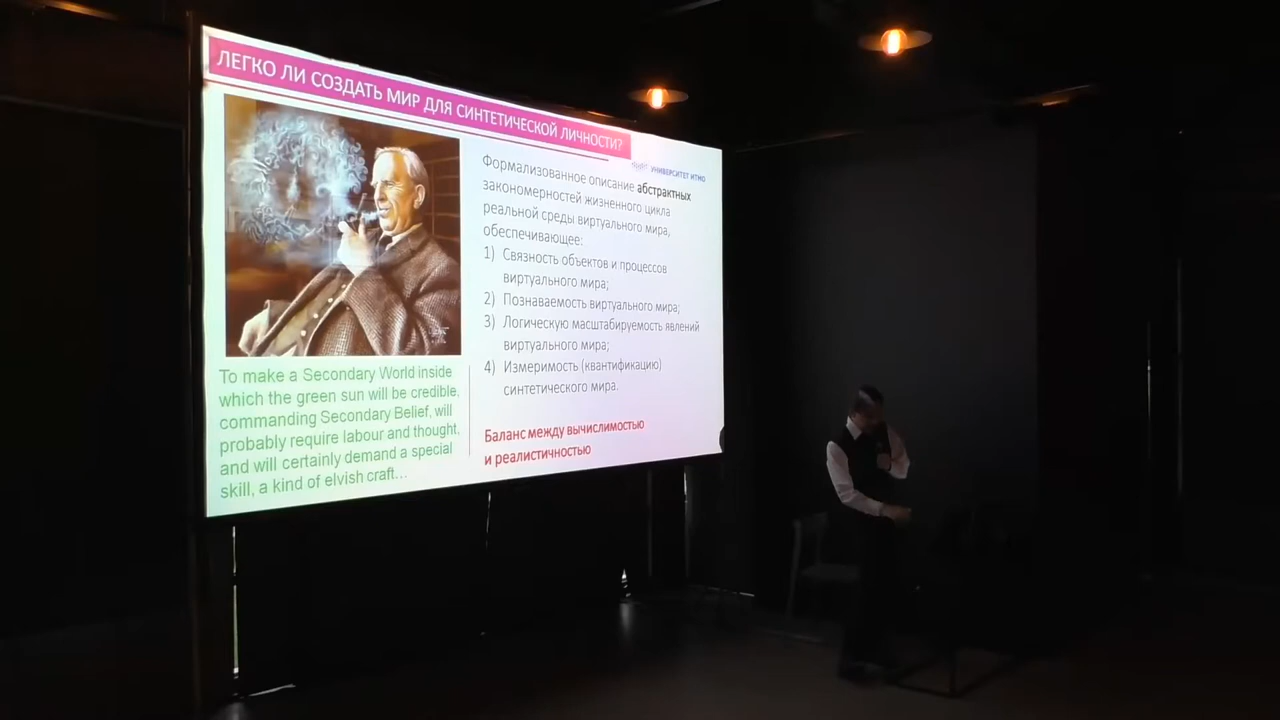 ЛЕГКО ЛИ СОЗДАТЬ МИР ДЛЯ СИНТЕТИЧЕСКОЙ ЛИЧНОСТИ?
УНИВЕРСИТЕТ ИТМО
Формализованное описание абстрактных
закономерностей жизненного цикла
реальной среды виртуального мира,
обеспечивающее:
1) Связность объектов и процессов
виртуального мира;
2) Познаваемость виртуального мира;
3) Логическую масштабируемость явлений
виртуального мира;
4) Измеримость (квантификацию)
синтетического мира.
Баланс между вычислимостью
и реалистичностью
To make a Secondary World inside
which the green sun will be credible,
commanding Secondary Belief, will
probably require labour and thought,
and will certainly demand a special
skill, a kind of elvish craft…